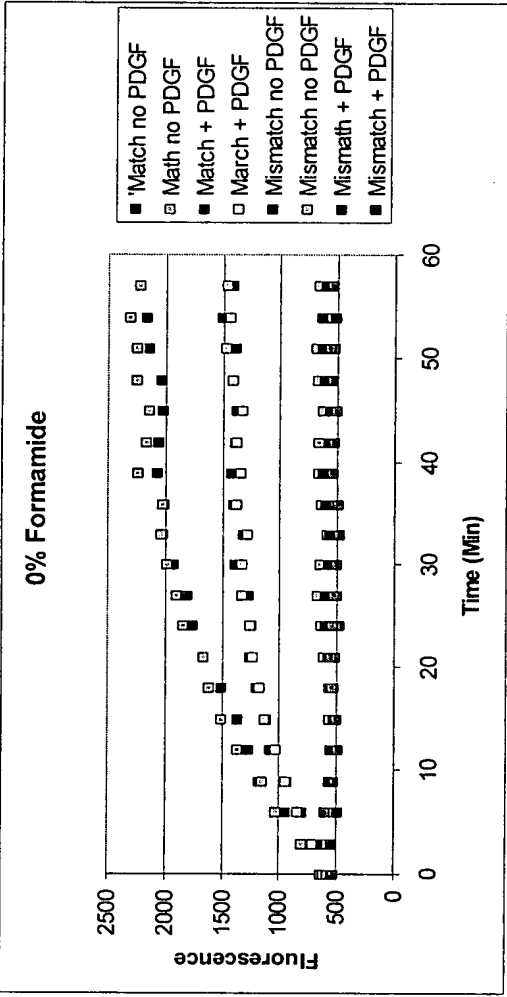 0% Formamide
2500
2000
1500
1000
500
0
Fluorescence
0
10
20
30
40
50
60
Time (Min)
'Match no PDGF
Math no PDGF
Match + PDGF
March + PDGF
Mismatch no PDGF
Mismatch no PDGF
Mismath + PDGF
Mismatch + PDGF